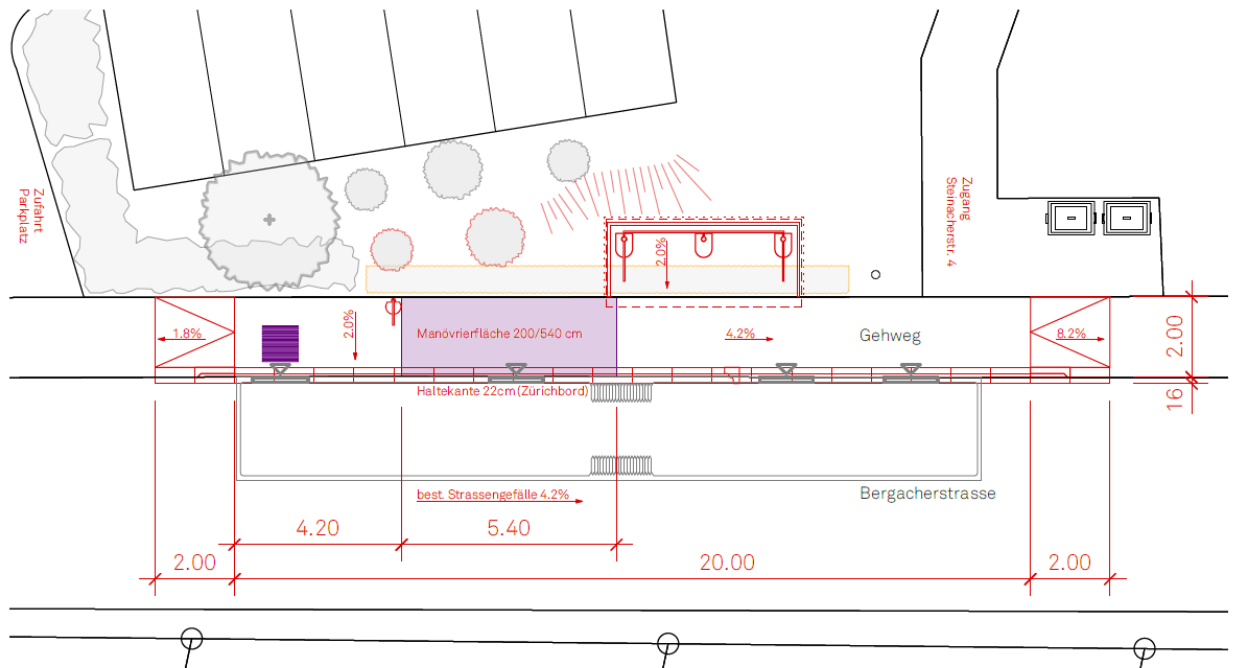 Zufahrt
Parkplatz
Zugang
Steinacherstr. 4
2.0%
1.8%
2.0%
Manövrierfläche 200/540 cm
4.2%
Gehweg
8.2%
2.00
Haltekante 22cm (Zürichbord)
16
best. Strassengefälle 4.2%
Bergacherstrasse
4.20
5.40
2.00
20.00
2.00